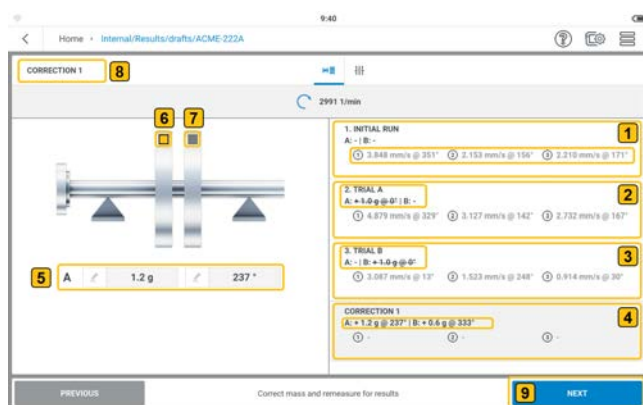 9:40
Home › Internal/Results/drafts/ACME-222A
CORRECTION 1
8
2991 1/min
6 7
5
A 1.2 g 237 °
1
1. INITIAL RUN
A: - | B: -
① 3.848 mm/s @ 351° ② 2.153 mm/s @ 156° ③ 2.210 mm/s @ 171°
2
2. TRIAL A
A: + 1.0 g @ 0° | B: -
① 4.879 mm/s @ 329° ② 3.127 mm/s @ 142° ③ 2.732 mm/s @ 167°
3
3. TRIAL B
A: - | B: + 1.0 g @ 0°
① 3.087 mm/s @ 13° ② 1.523 mm/s @ 248° ③ 0.914 mm/s @ 30°
4
CORRECTION 1
A: + 1.2 g @ 237° | B: + 0.6 g @ 333°
① - ② - ③ -
PREVIOUS
Correct mass and remeasure for results
9
NEXT